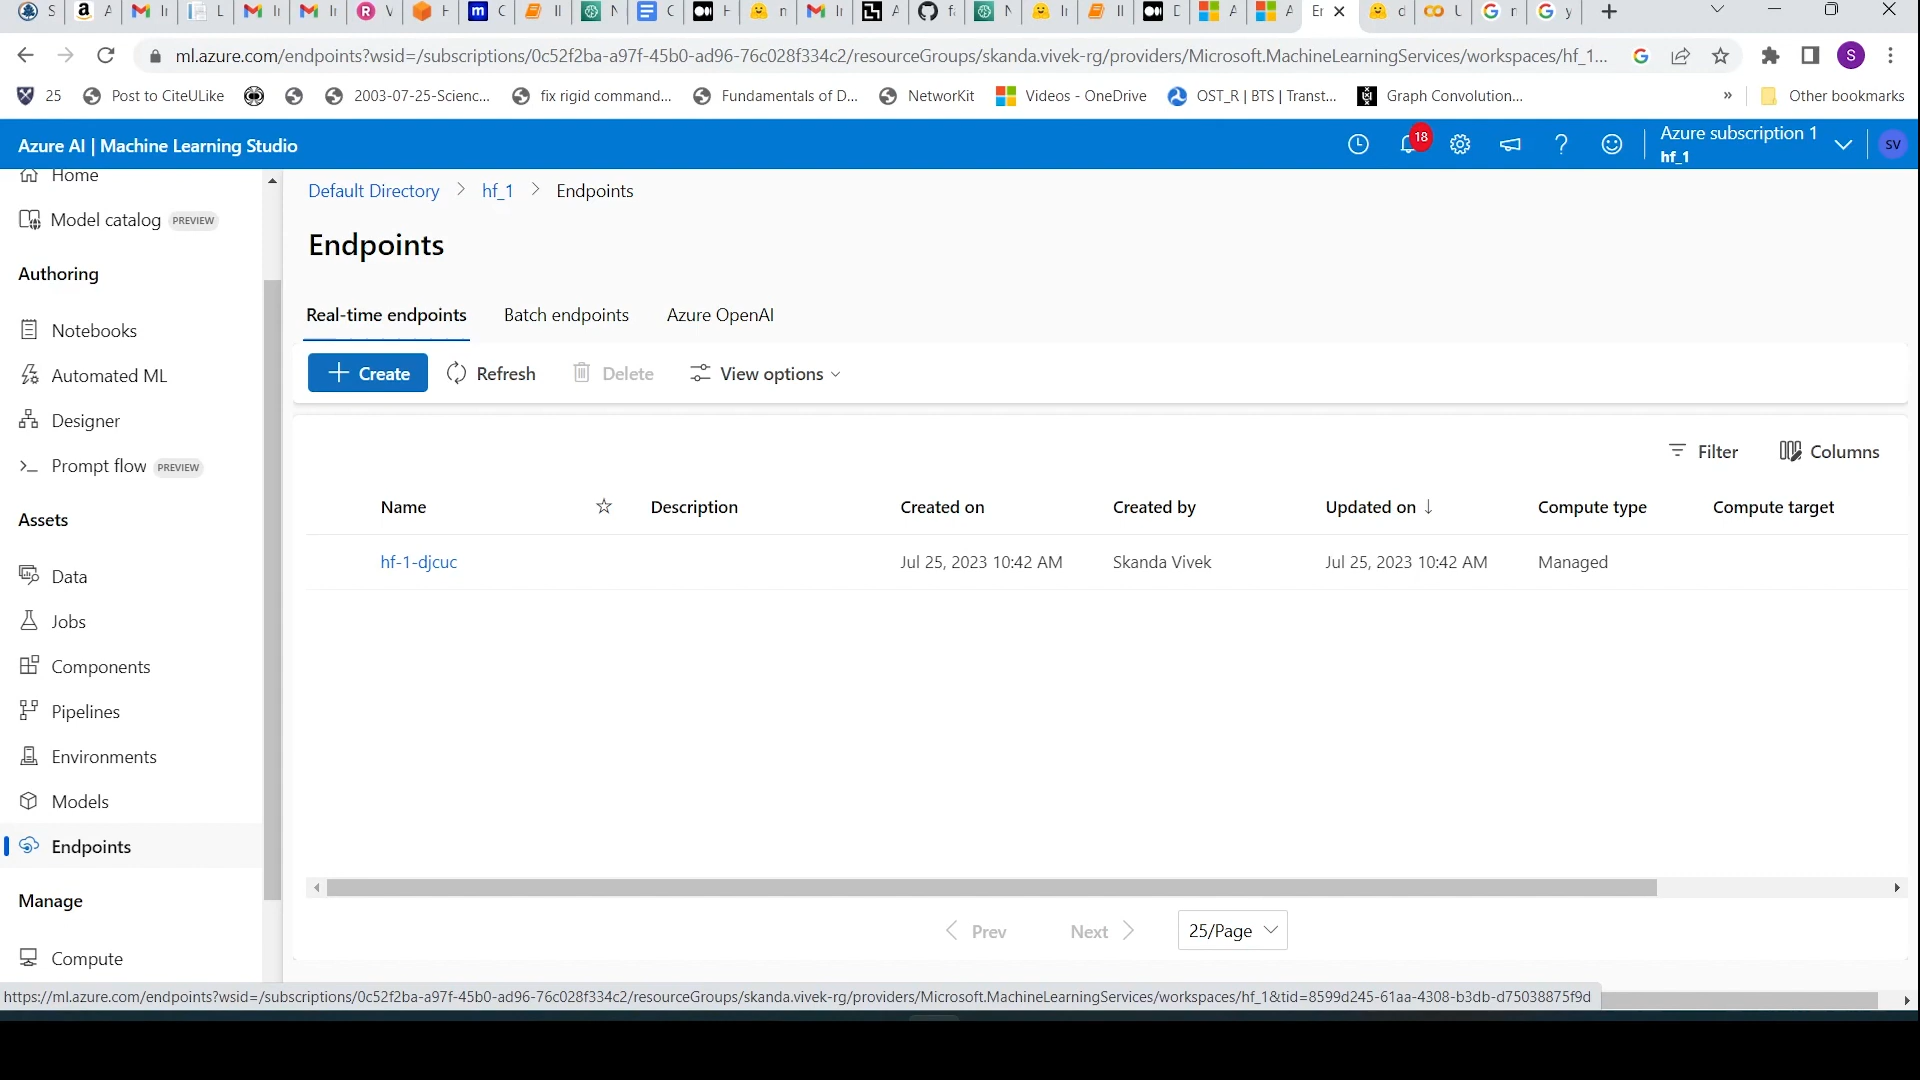 ml.azure.com/endpoints?wsid=/subscriptions/0c52f2ba-a97f-45b0-ad96-76c028f334c2/resourceGroups/skanda.vivek-rg/providers/Microsoft.MachineLearningServices/workspaces/hf_1...
25 Post to CiteULike 2003-07-25-Scienc... fix rigid command... Fundamentals of D... NetworKit Videos - OneDrive OST_R | BTS | Transt... Graph Convolution... » Other bookmarks
Azure AI | Machine Learning Studio
18
Azure subscription 1
hf_1
SV
Home
Model catalog PREVIEW
Authoring
Notebooks
Automated ML
Designer
Prompt flow PREVIEW
Assets
Data
Jobs
Components
Pipelines
Environments
Models
Endpoints
Manage
Compute
Default Directory > hf_1 > Endpoints
Endpoints
Real-time endpoints Batch endpoints Azure OpenAI
+ Create Refresh Delete View options
Filter Columns
Name Description Created on Created by Updated on ↓ Compute type Compute target
hf-1-djcuc Jul 25, 2023 10:42 AM Skanda Vivek Jul 25, 2023 10:42 AM Managed
< Prev Next > 25/Page
https://ml.azure.com/endpoints?wsid=/subscriptions/0c52f2ba-a97f-45b0-ad96-76c028f334c2/resourceGroups/skanda.vivek-rg/providers/Microsoft.MachineLearningServices/workspaces/hf_1&tid=8599d245-61aa-4308-b3db-d75038875f9d